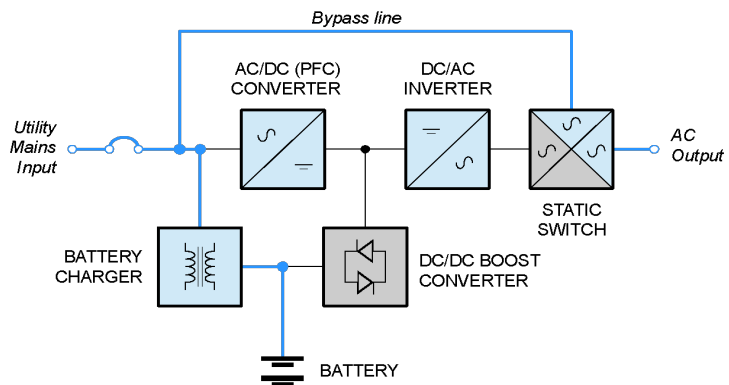 Bypass line
AC/DC (PFC)
CONVERTER
DC/AC
INVERTER
Utility
Mains
Input
AC
Output
STATIC
SWITCH
BATTERY
CHARGER
DC/DC BOOST
CONVERTER
BATTERY